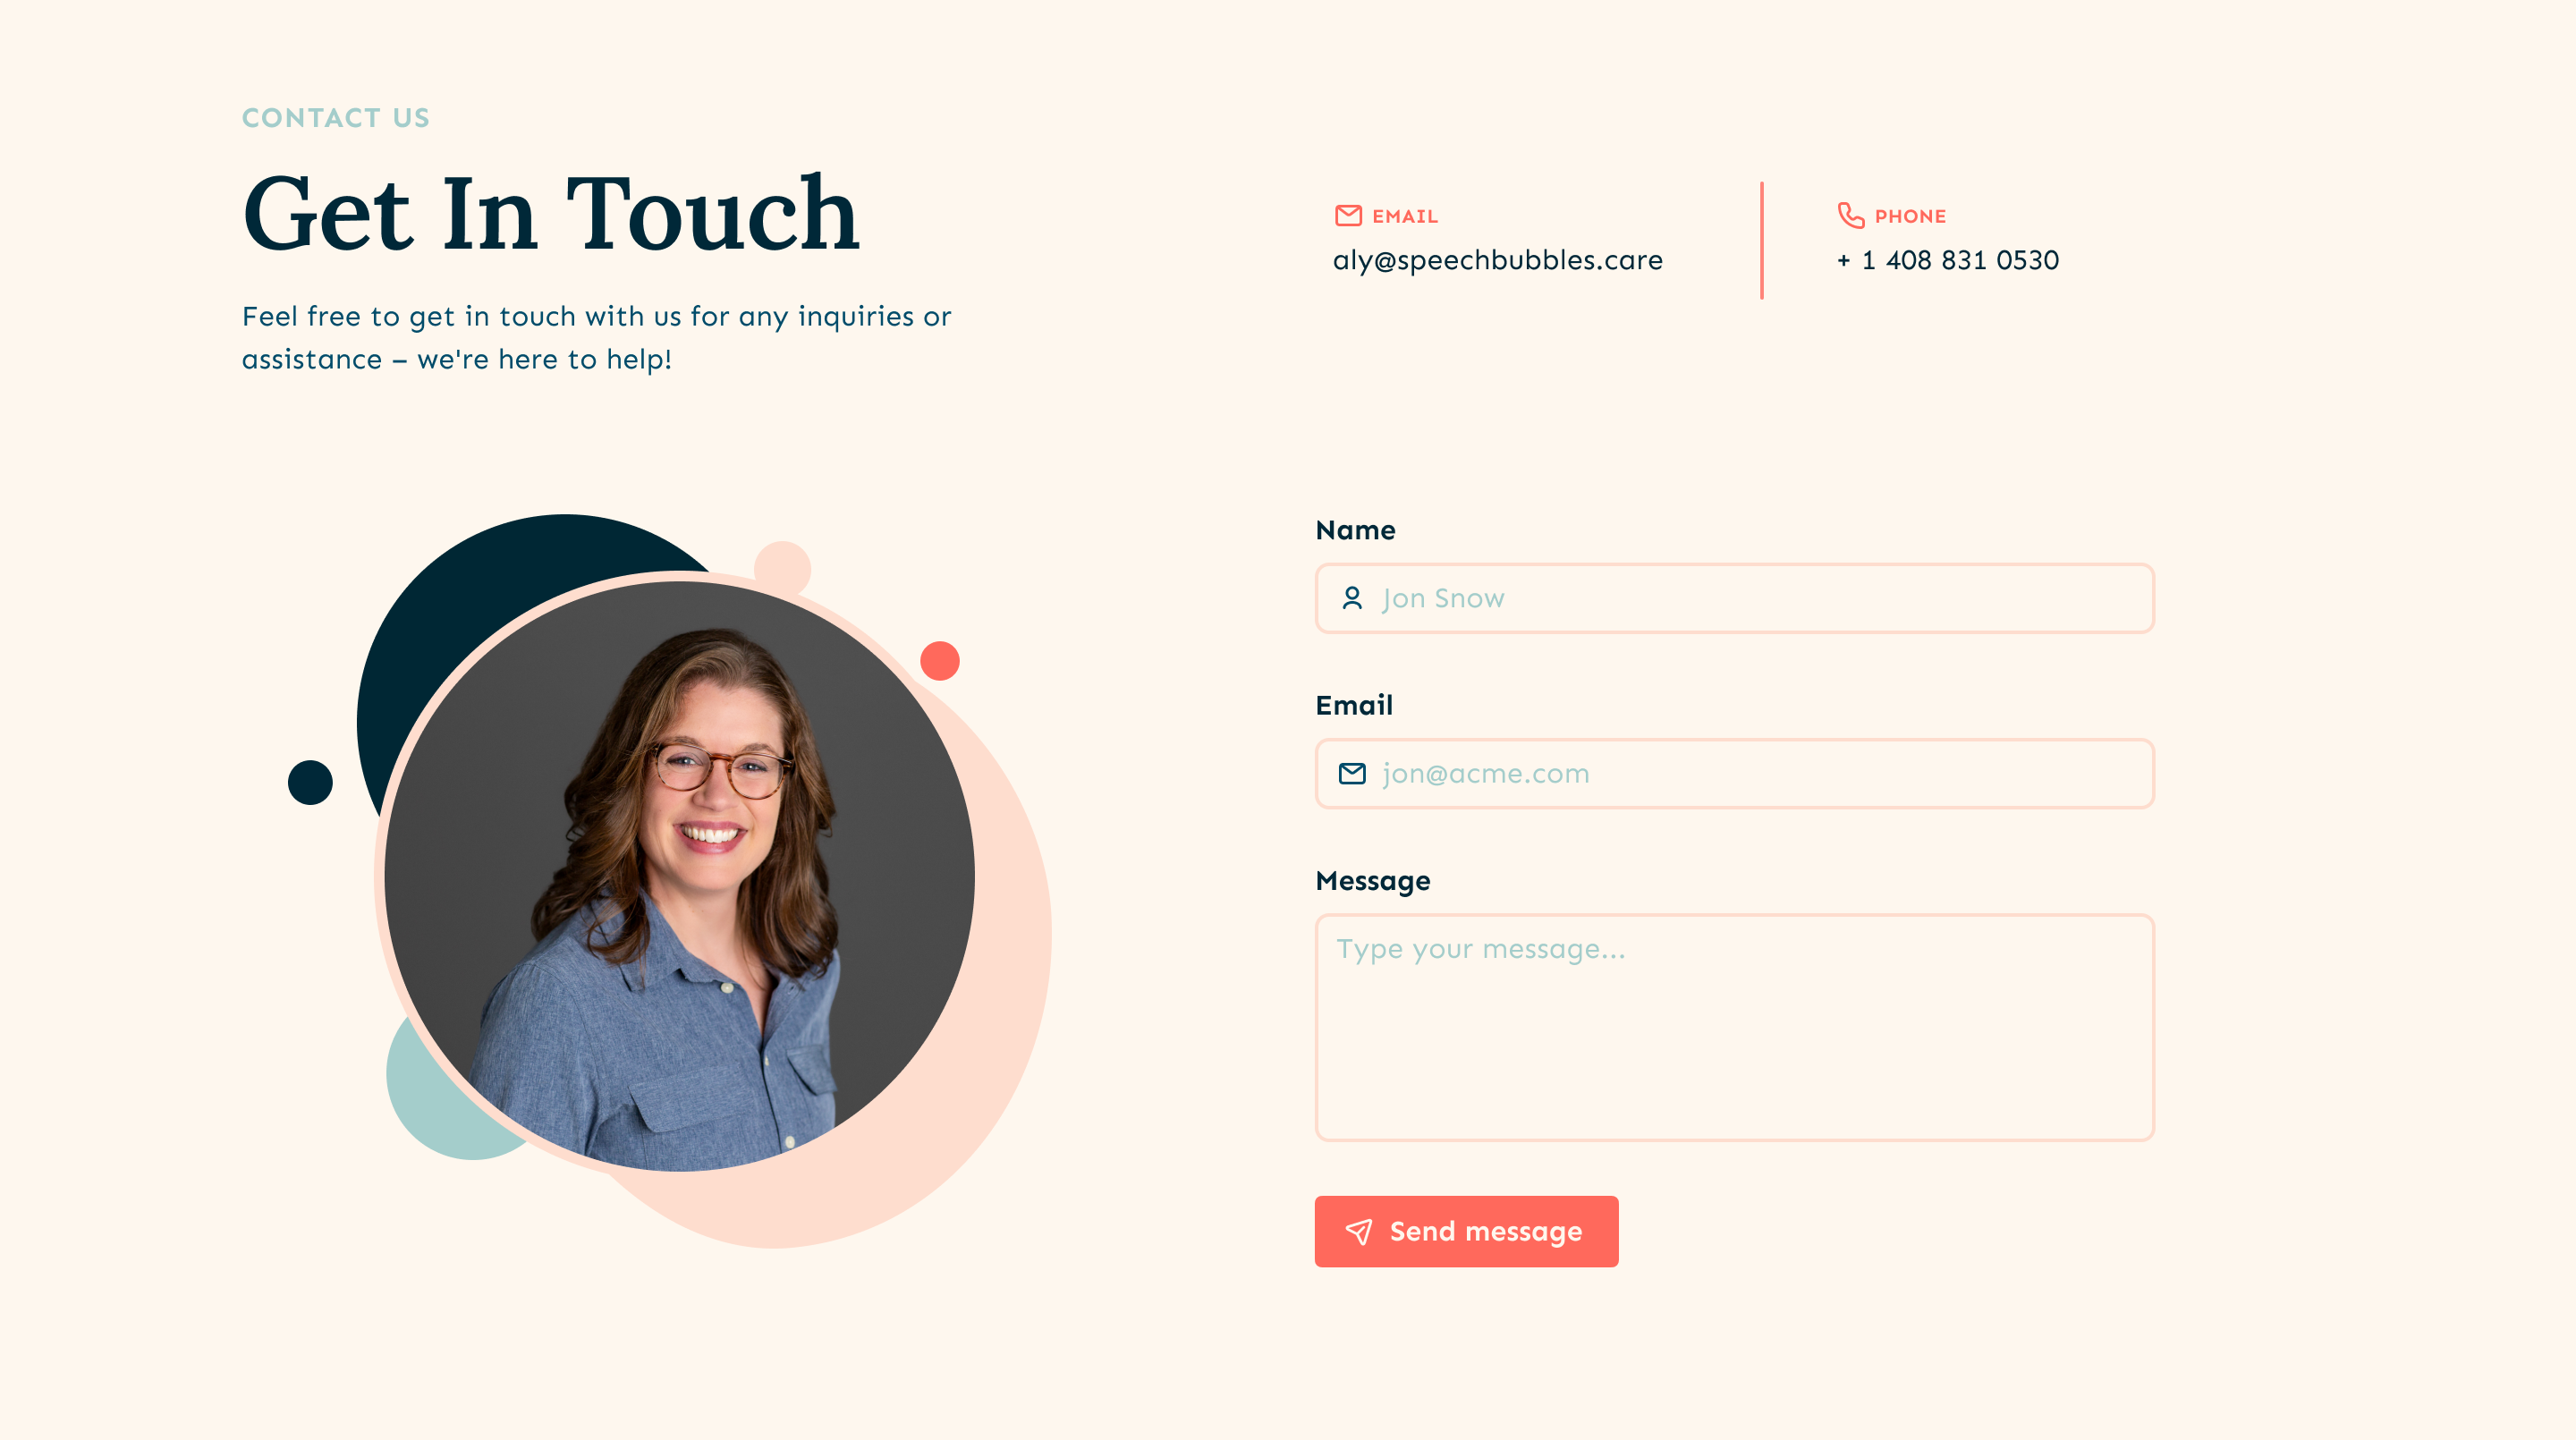 CONTACT US
Get In Touch
Feel free to get in touch with us for any inquiries or
assistance – we're here to help!
EMAIL
aly@speechbubbles.care
PHONE
+ 1 408 831 0530
Name
Jon Snow
Email
jon@acme.com
Message
Type your message...
Send message